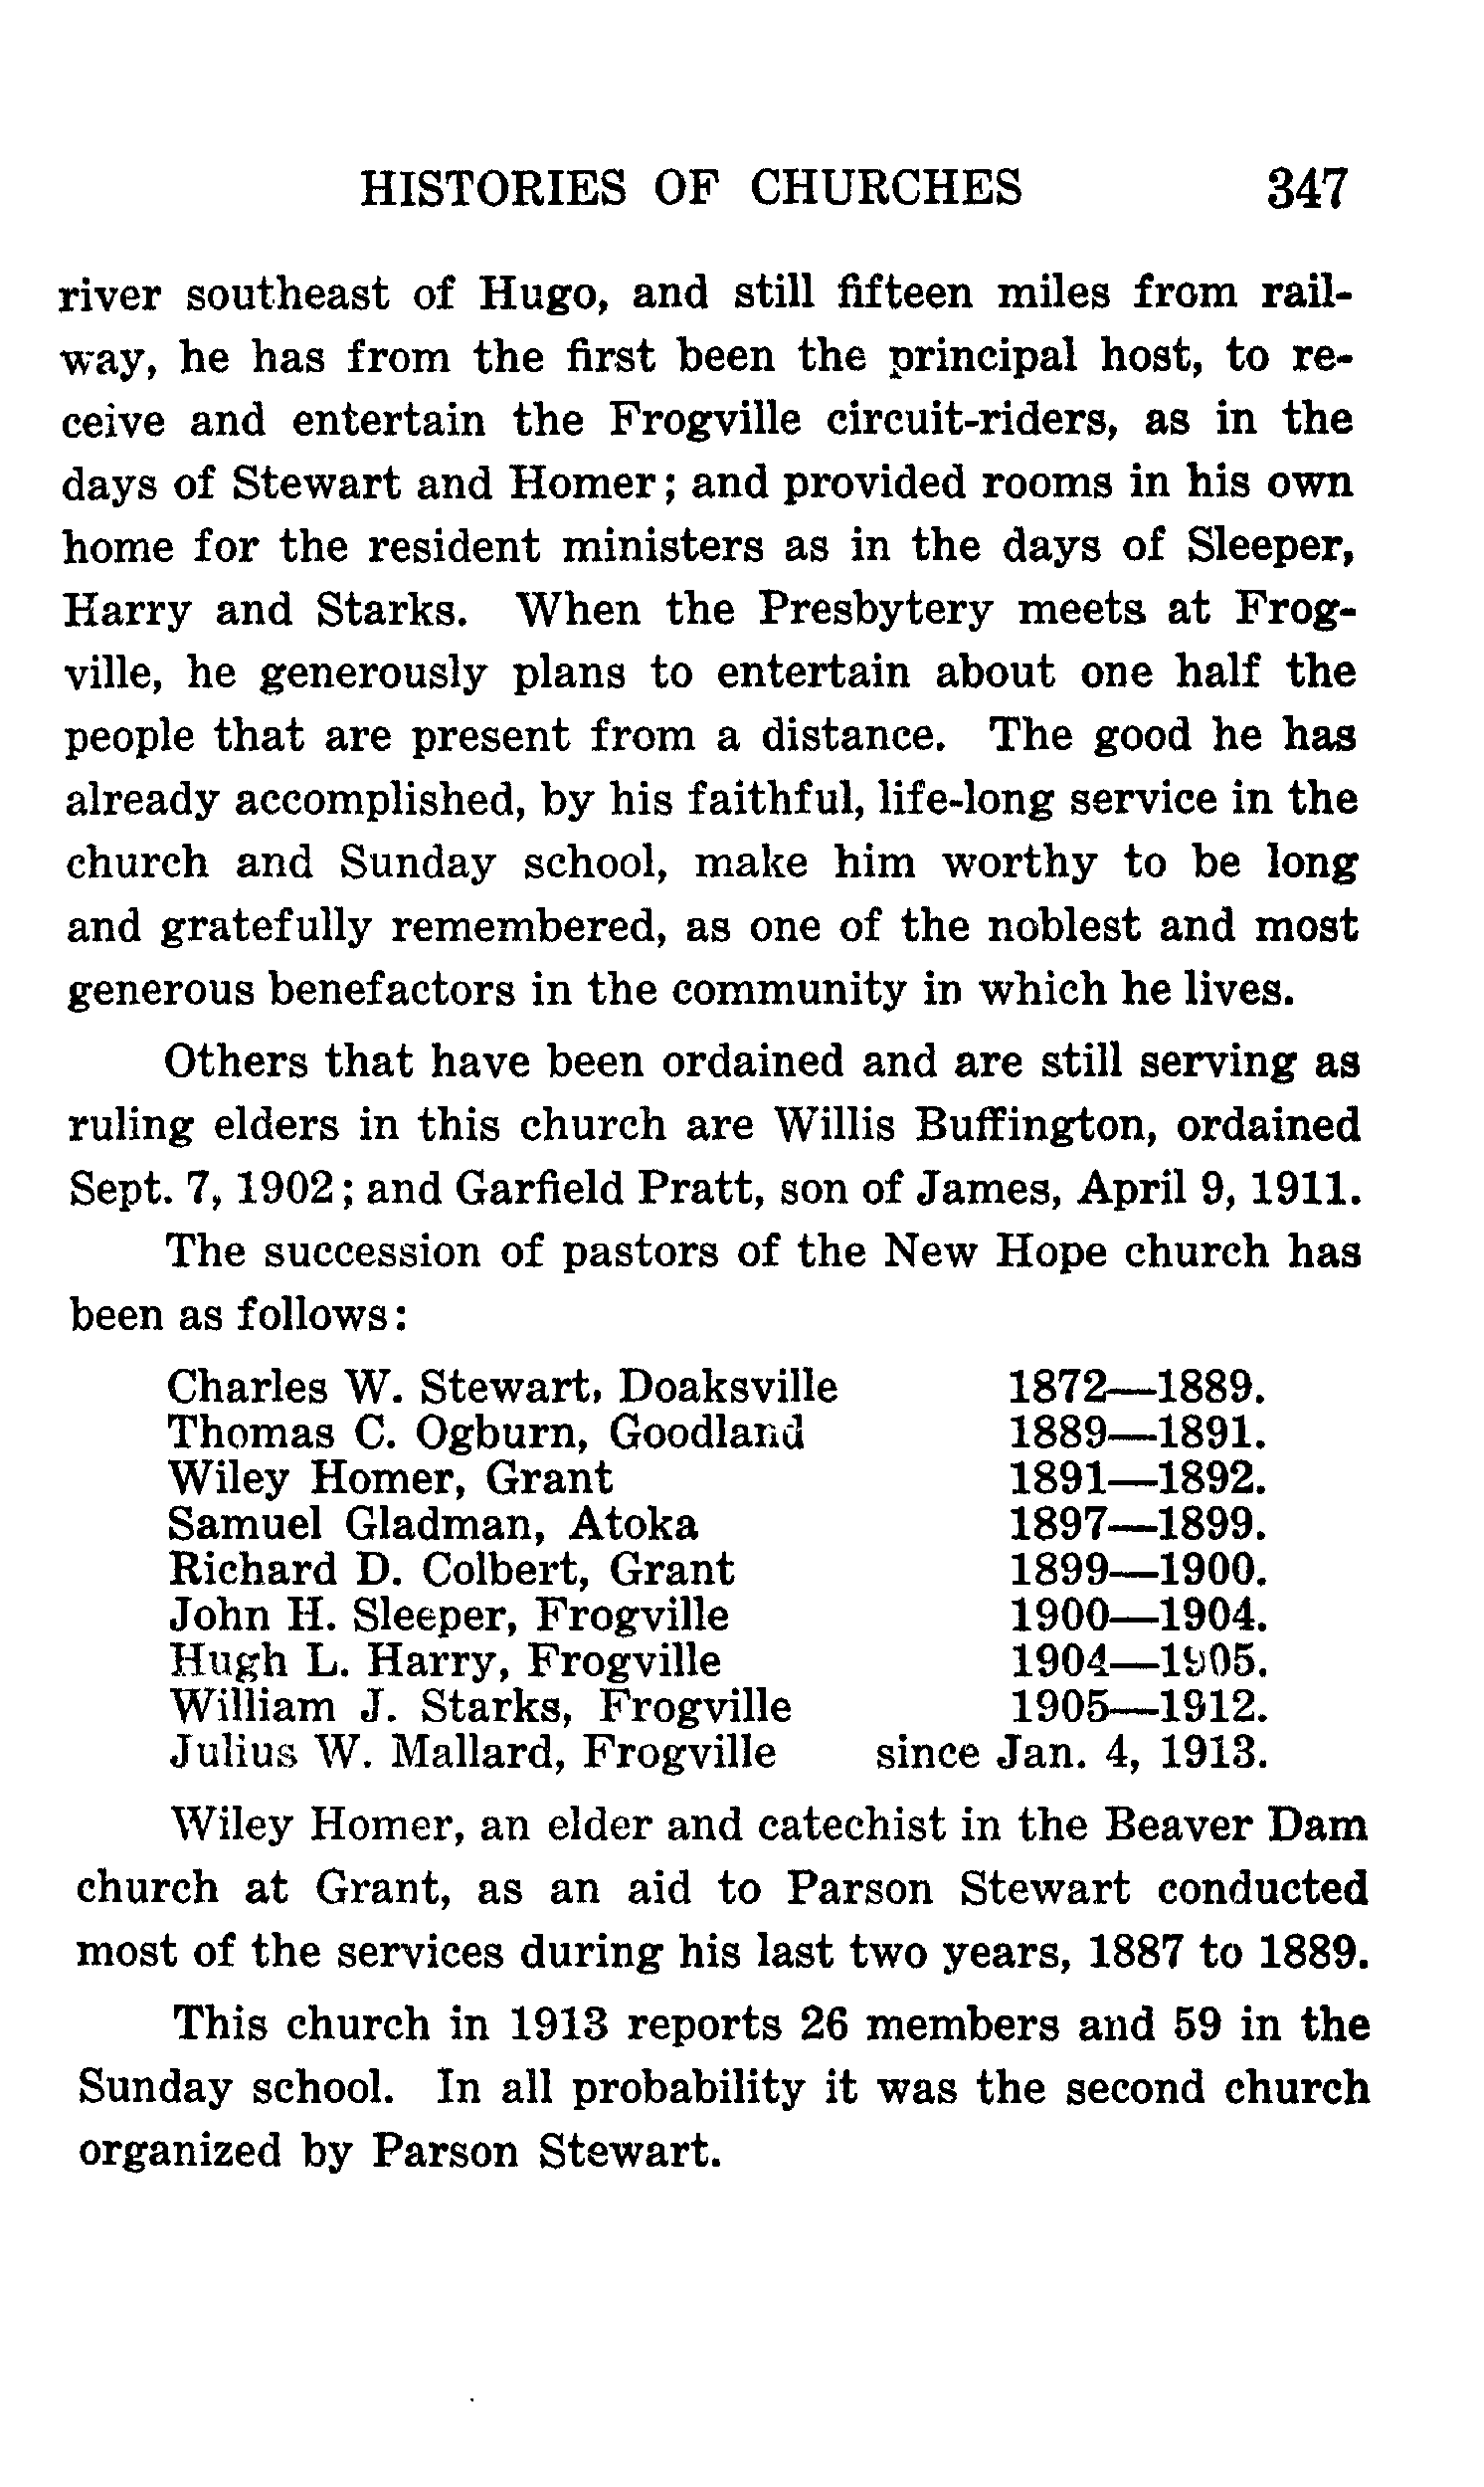 HISTORIES OF CHURCHES 347
river southeast of Hugo, and still fifteen miles from rail-
way, he has from the first been the principal host, to re-
ceive and entertain the Frogville circuit-riders, as in the
days of Stewart and Homer; and provided rooms in his own
home for the resident ministers as in the days of Sleeper,
Harry and Starks. When the Presbytery meets at Frog-
ville, he generously plans to entertain about one half the
people that are present from a distance. The good he has
already accomplished, by his faithful, life-long service in the
church and Sunday school, make him worthy to be long
and gratefully remembered, as one of the noblest and most
generous benefactors in the community in which he lives.
Others that have been ordained and are still serving as
ruling elders in this church are Willis Buffington, ordained
Sept. 7, 1902; and Garfield Pratt, son of James, April 9, 1911.
The succession of pastors of the New Hope church has
been as follows:
Charles W. Stewart, Doaksville 1872—1889.
Thomas C. Ogburn, Goodland 1889—1891.
Wiley Homer, Grant 1891—1892.
Samuel Gladman, Atoka 1897—1899.
Richard D. Colbert, Grant 1899—1900.
John H. Sleeper, Frogville 1900—1904.
Hugh L. Harry, Frogville 1904—1905.
William J. Starks, Frogville 1905—1912.
Julius W. Mallard, Frogville since Jan. 4, 1913.
Wiley Homer, an elder and catechist in the Beaver Dam
church at Grant, as an aid to Parson Stewart conducted
most of the services during his last two years, 1887 to 1889.
This church in 1913 reports 26 members and 59 in the
Sunday school. In all probability it was the second church
organized by Parson Stewart.